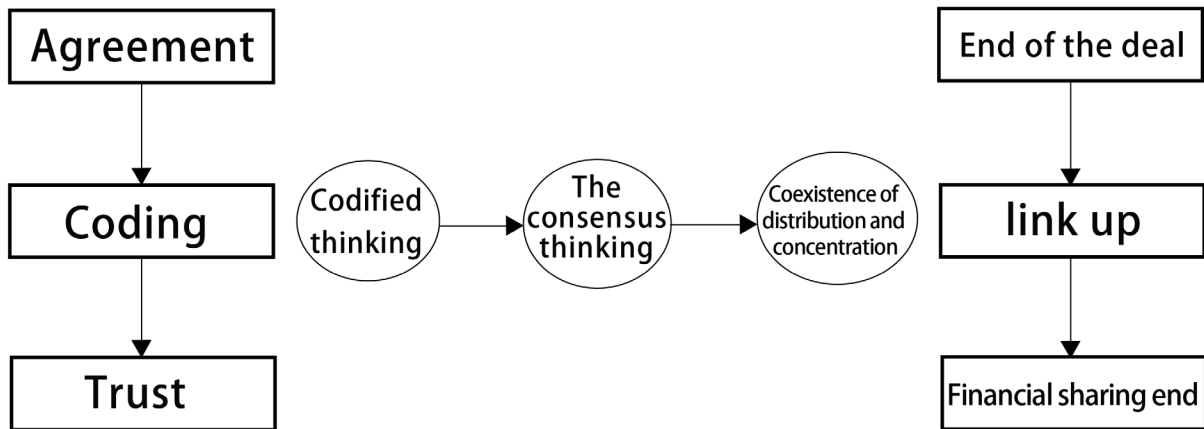 Agreement
Coding
Trust
Codified
thinking
The
consensus
thinking
Coexistence of
distribution and
concentration
End of the deal
link up
Financial sharing end